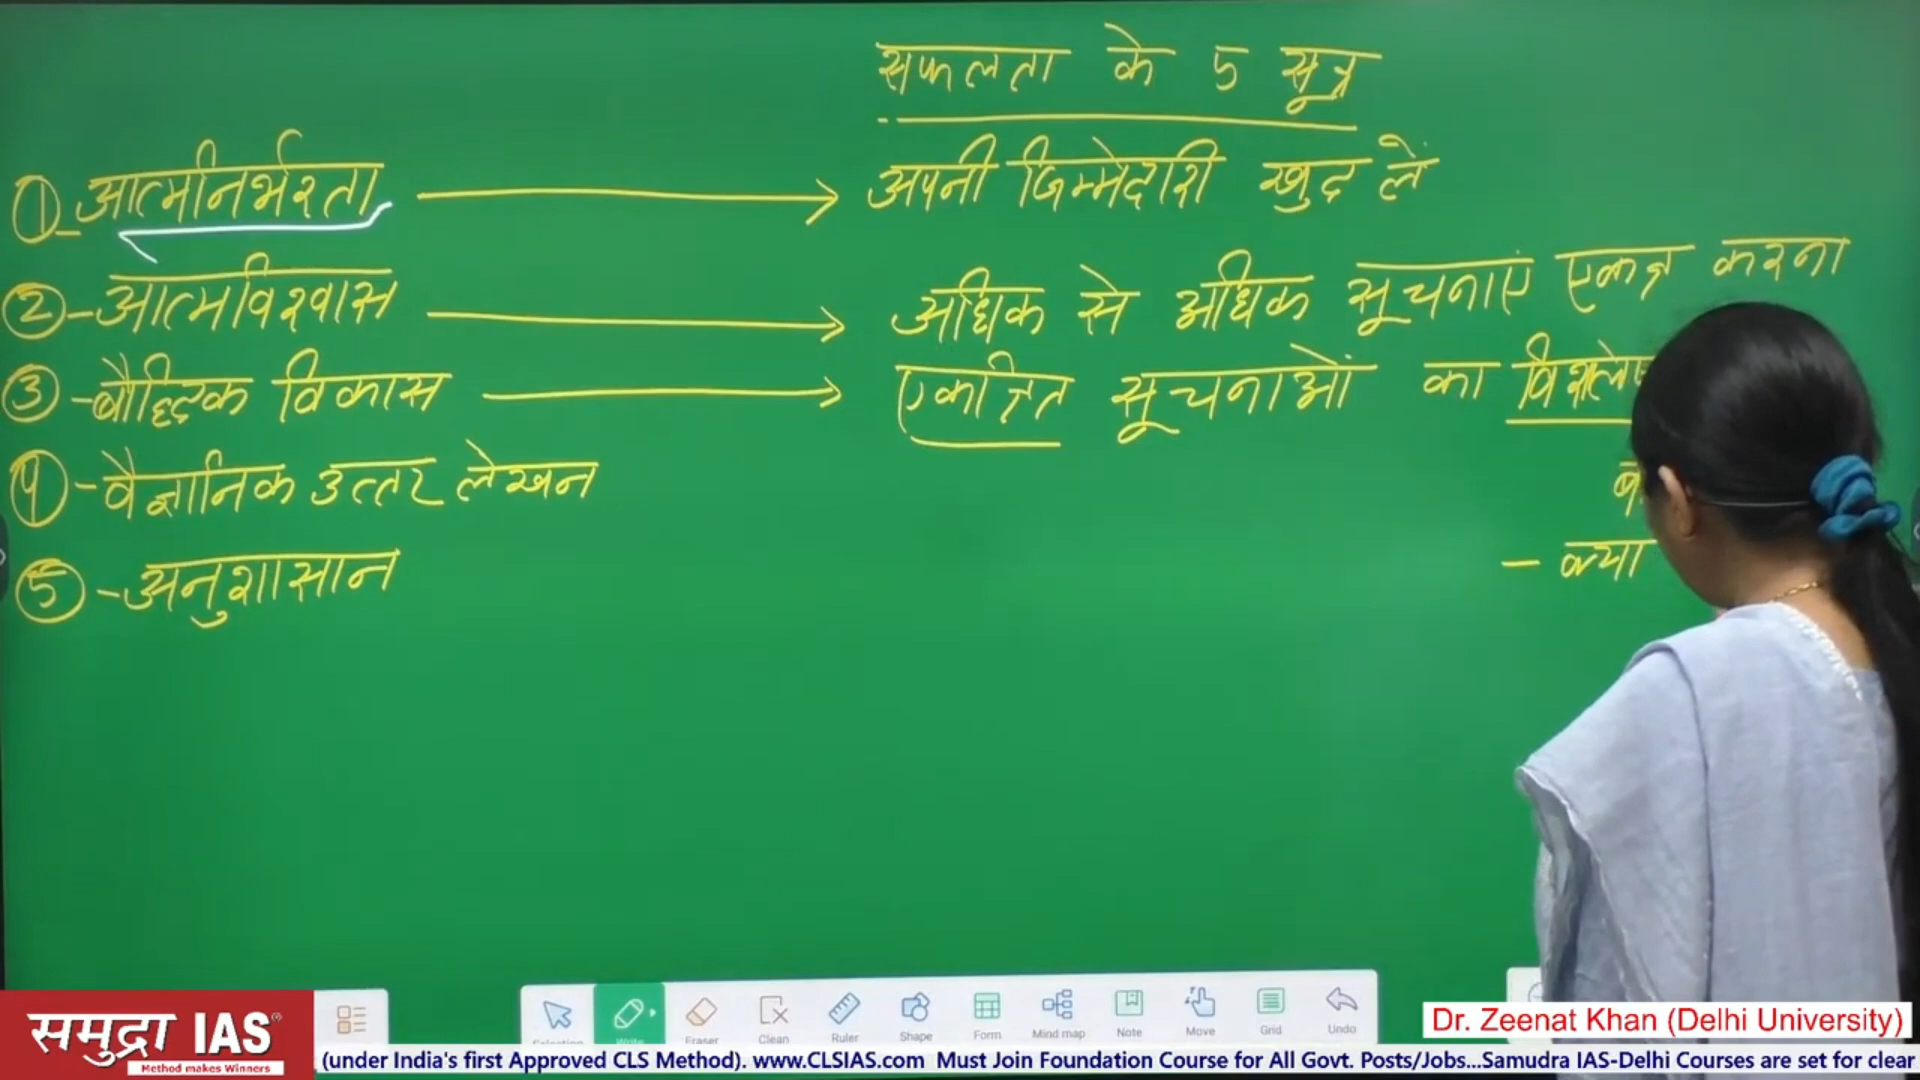 सफलता के 5 सूत्र
①- आत्मनिर्भरता → अपनी जिम्मेदारी खुद लें
②- आत्मविश्वास → अधिक से अधिक सूचनाएं एकत्र करना
③- बौद्धिक विकास → एकत्रित सूचनाओं का
④- वैज्ञानिक उत्तर लेखन
- क्या
⑤- अनुशासान
समुद्रा IAS
Method makes Winners
Eraser Clean Ruler Shape Form Mind map Note Move Grid Undo
Dr. Zeenat Khan (Delhi University)
(under India's first Approved CLS Method). www.CLSIAS.com Must Join Foundation Course for All Govt. Posts/Jobs...Samudra IAS-Delhi Courses are set for clear